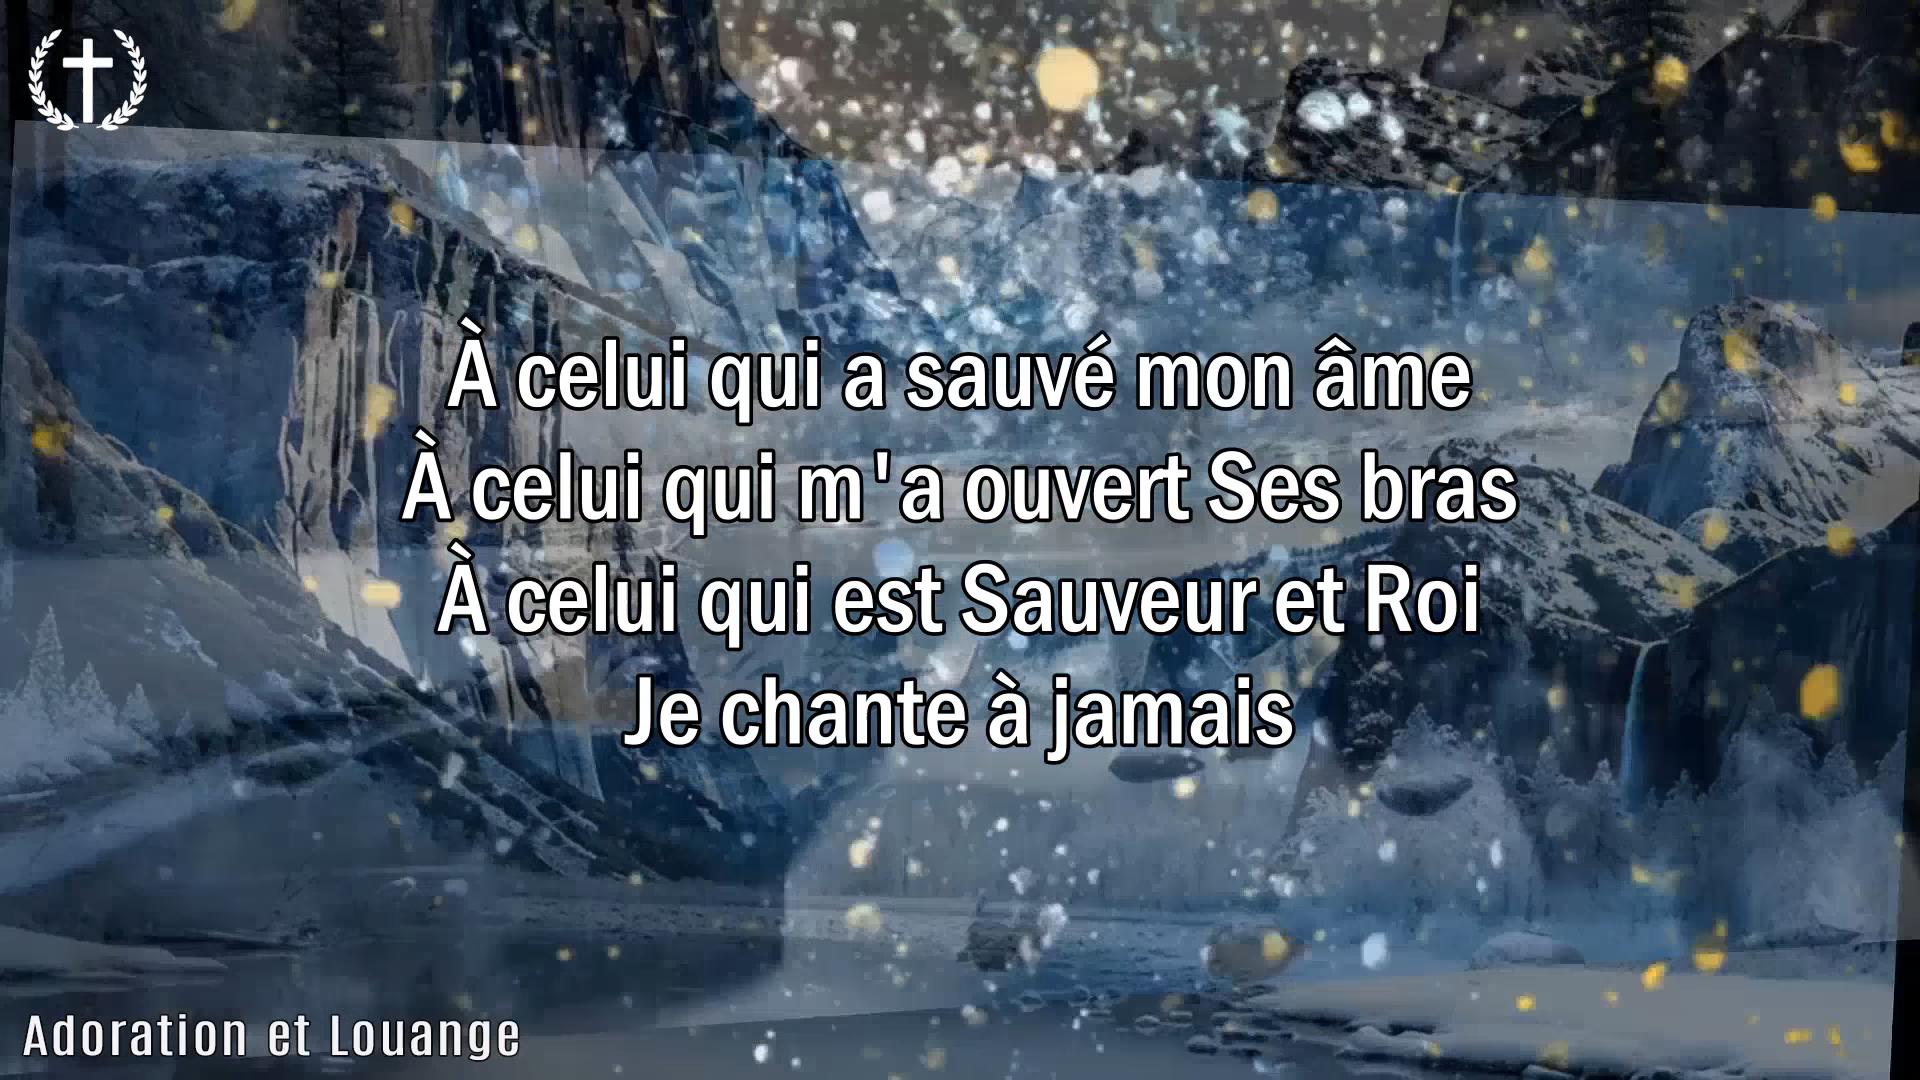 À celui qui a sauvé mon âme
À celui qui m'a ouvert Ses bras
À celui qui est Sauveur et Roi
Je chante à jamais
Adoration et Louange